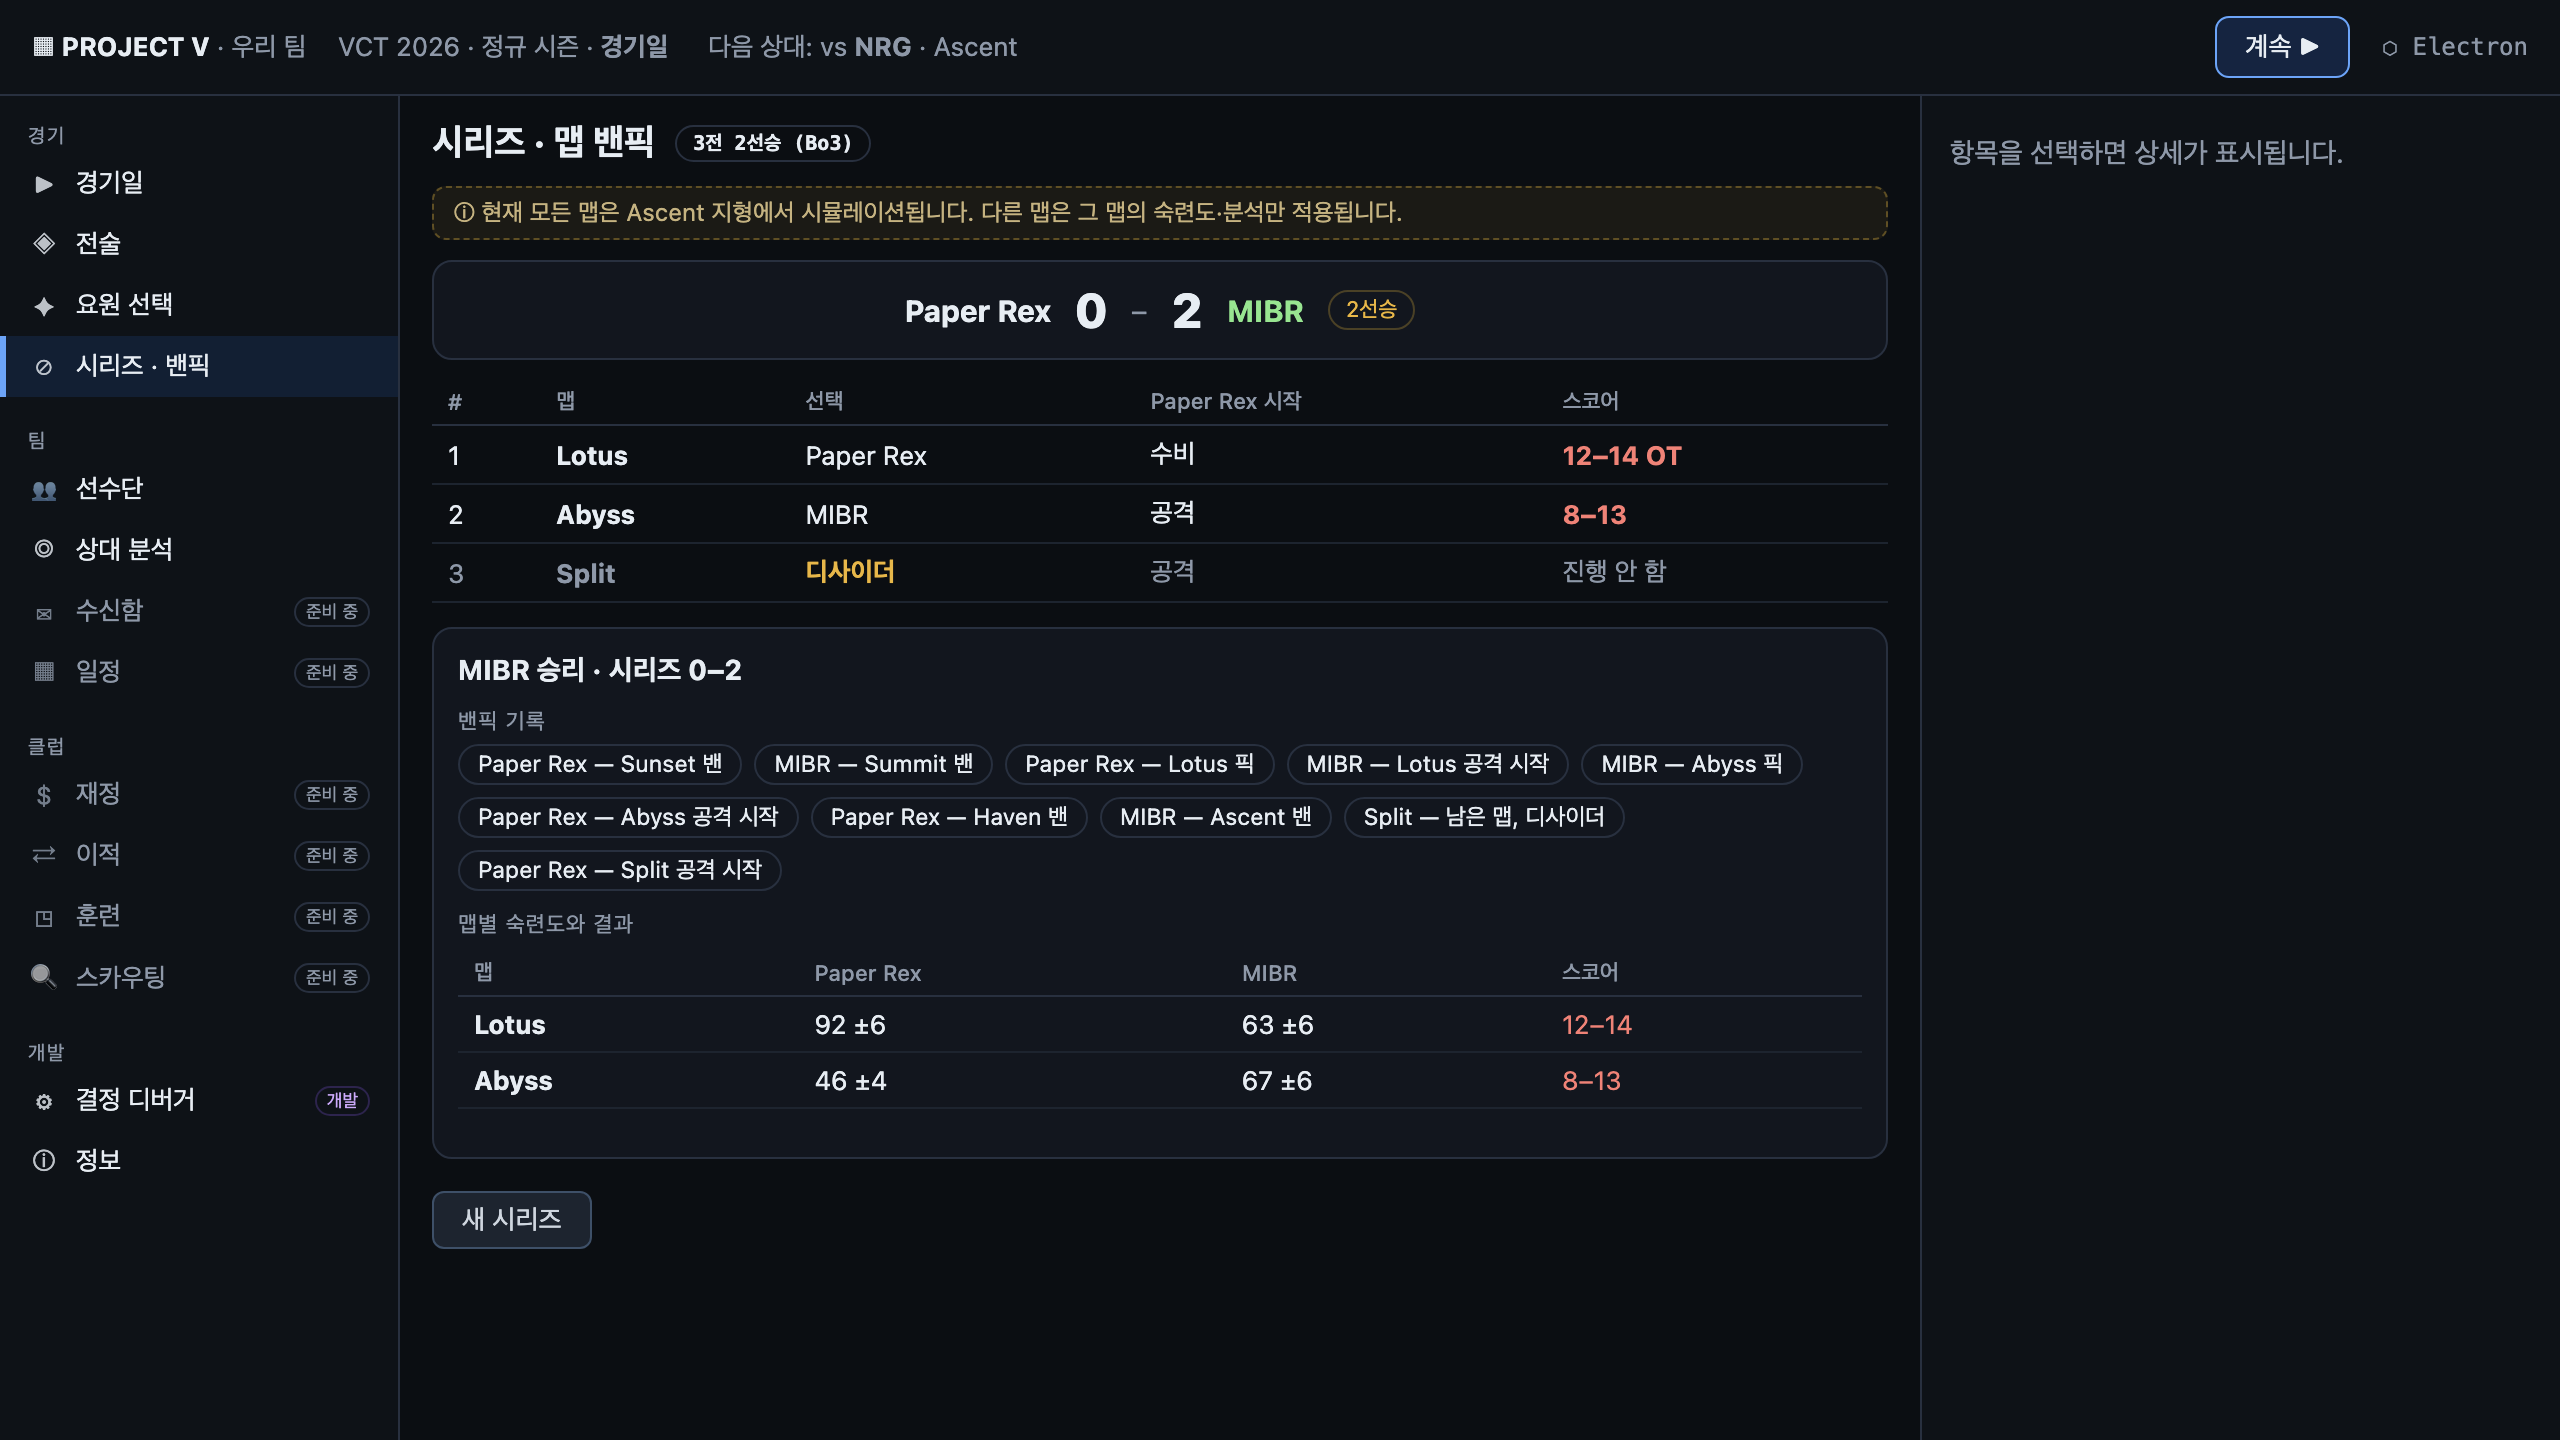 ▦ PROJECT V · 우리 팀 VCT 2026 · 정규 시즌 · 경기일 다음 상대: vs NRG · Ascent 계속 ▶ ⬡ Electron
경기
▶ 경기일
◈ 전술
✦ 요원 선택
⊘ 시리즈 · 밴픽
팀
👥 선수단
◎ 상대 분석
✉ 수신함 준비 중
▦ 일정 준비 중
클럽
$ 재정 준비 중
⇄ 이적 준비 중
◳ 훈련 준비 중
🔍 스카우팅 준비 중
개발
⚙ 결정 디버거 개발
ⓘ 정보
시리즈 · 맵 밴픽 3전 2선승 (Bo3)
ⓘ 현재 모든 맵은 Ascent 지형에서 시뮬레이션됩니다. 다른 맵은 그 맵의 숙련도·분석만 적용됩니다.
Paper Rex 0 – 2 MIBR 2선승
# 맵 선택 Paper Rex 시작 스코어
1 Lotus Paper Rex 수비 12–14 OT
2 Abyss MIBR 공격 8–13
3 Split 디사이더 공격 진행 안 함
MIBR 승리 · 시리즈 0–2
밴픽 기록
Paper Rex — Sunset 밴 MIBR — Summit 밴 Paper Rex — Lotus 픽 MIBR — Lotus 공격 시작 MIBR — Abyss 픽
Paper Rex — Abyss 공격 시작 Paper Rex — Haven 밴 MIBR — Ascent 밴 Split — 남은 맵, 디사이더
Paper Rex — Split 공격 시작
맵별 숙련도와 결과
맵 Paper Rex MIBR 스코어
Lotus 92 ±6 63 ±6 12–14
Abyss 46 ±4 67 ±6 8–13
새 시리즈
항목을 선택하면 상세가 표시됩니다.